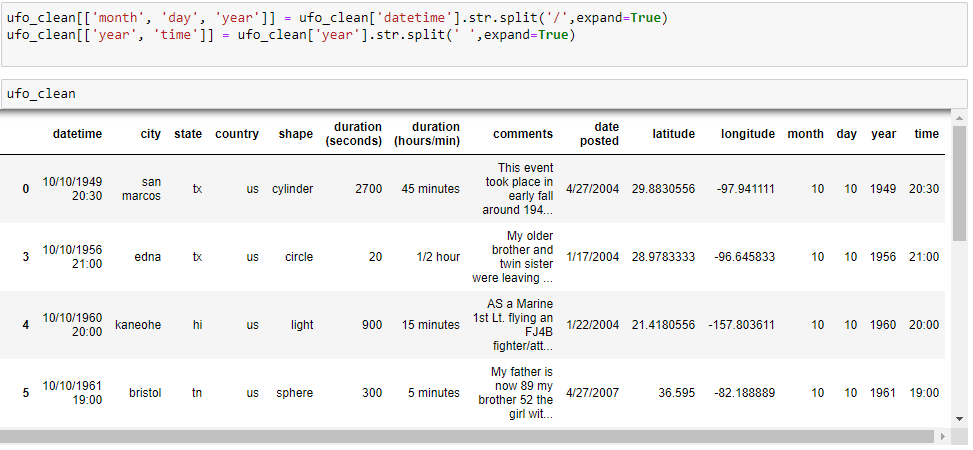 ufo_clean[['month', 'day', 'year']] = ufo_clean['datetime'].str.split('/',expand=True)
ufo_clean[['year', 'time']] = ufo_clean['year'].str.split(' ',expand=True)
ufo_clean
datetime city state country shape duration (seconds) duration (hours/min) comments date posted latitude longitude month day year time
0 10/10/1949 20:30 san marcos tx us cylinder 2700 45 minutes This event took place in early fall around 194... 4/27/2004 29.8830556 -97.941111 10 10 1949 20:30
3 10/10/1956 21:00 edna tx us circle 20 1/2 hour My older brother and twin sister were leaving ... 1/17/2004 28.9783333 -96.645833 10 10 1956 21:00
4 10/10/1960 20:00 kaneohe hi us light 900 15 minutes AS a Marine 1st Lt. flying an FJ4B fighter/att... 1/22/2004 21.4180556 -157.803611 10 10 1960 20:00
5 10/10/1961 19:00 bristol tn us sphere 300 5 minutes My father is now 89 my brother 52 the girl wit... 4/27/2007 36.595 -82.188889 10 10 1961 19:00